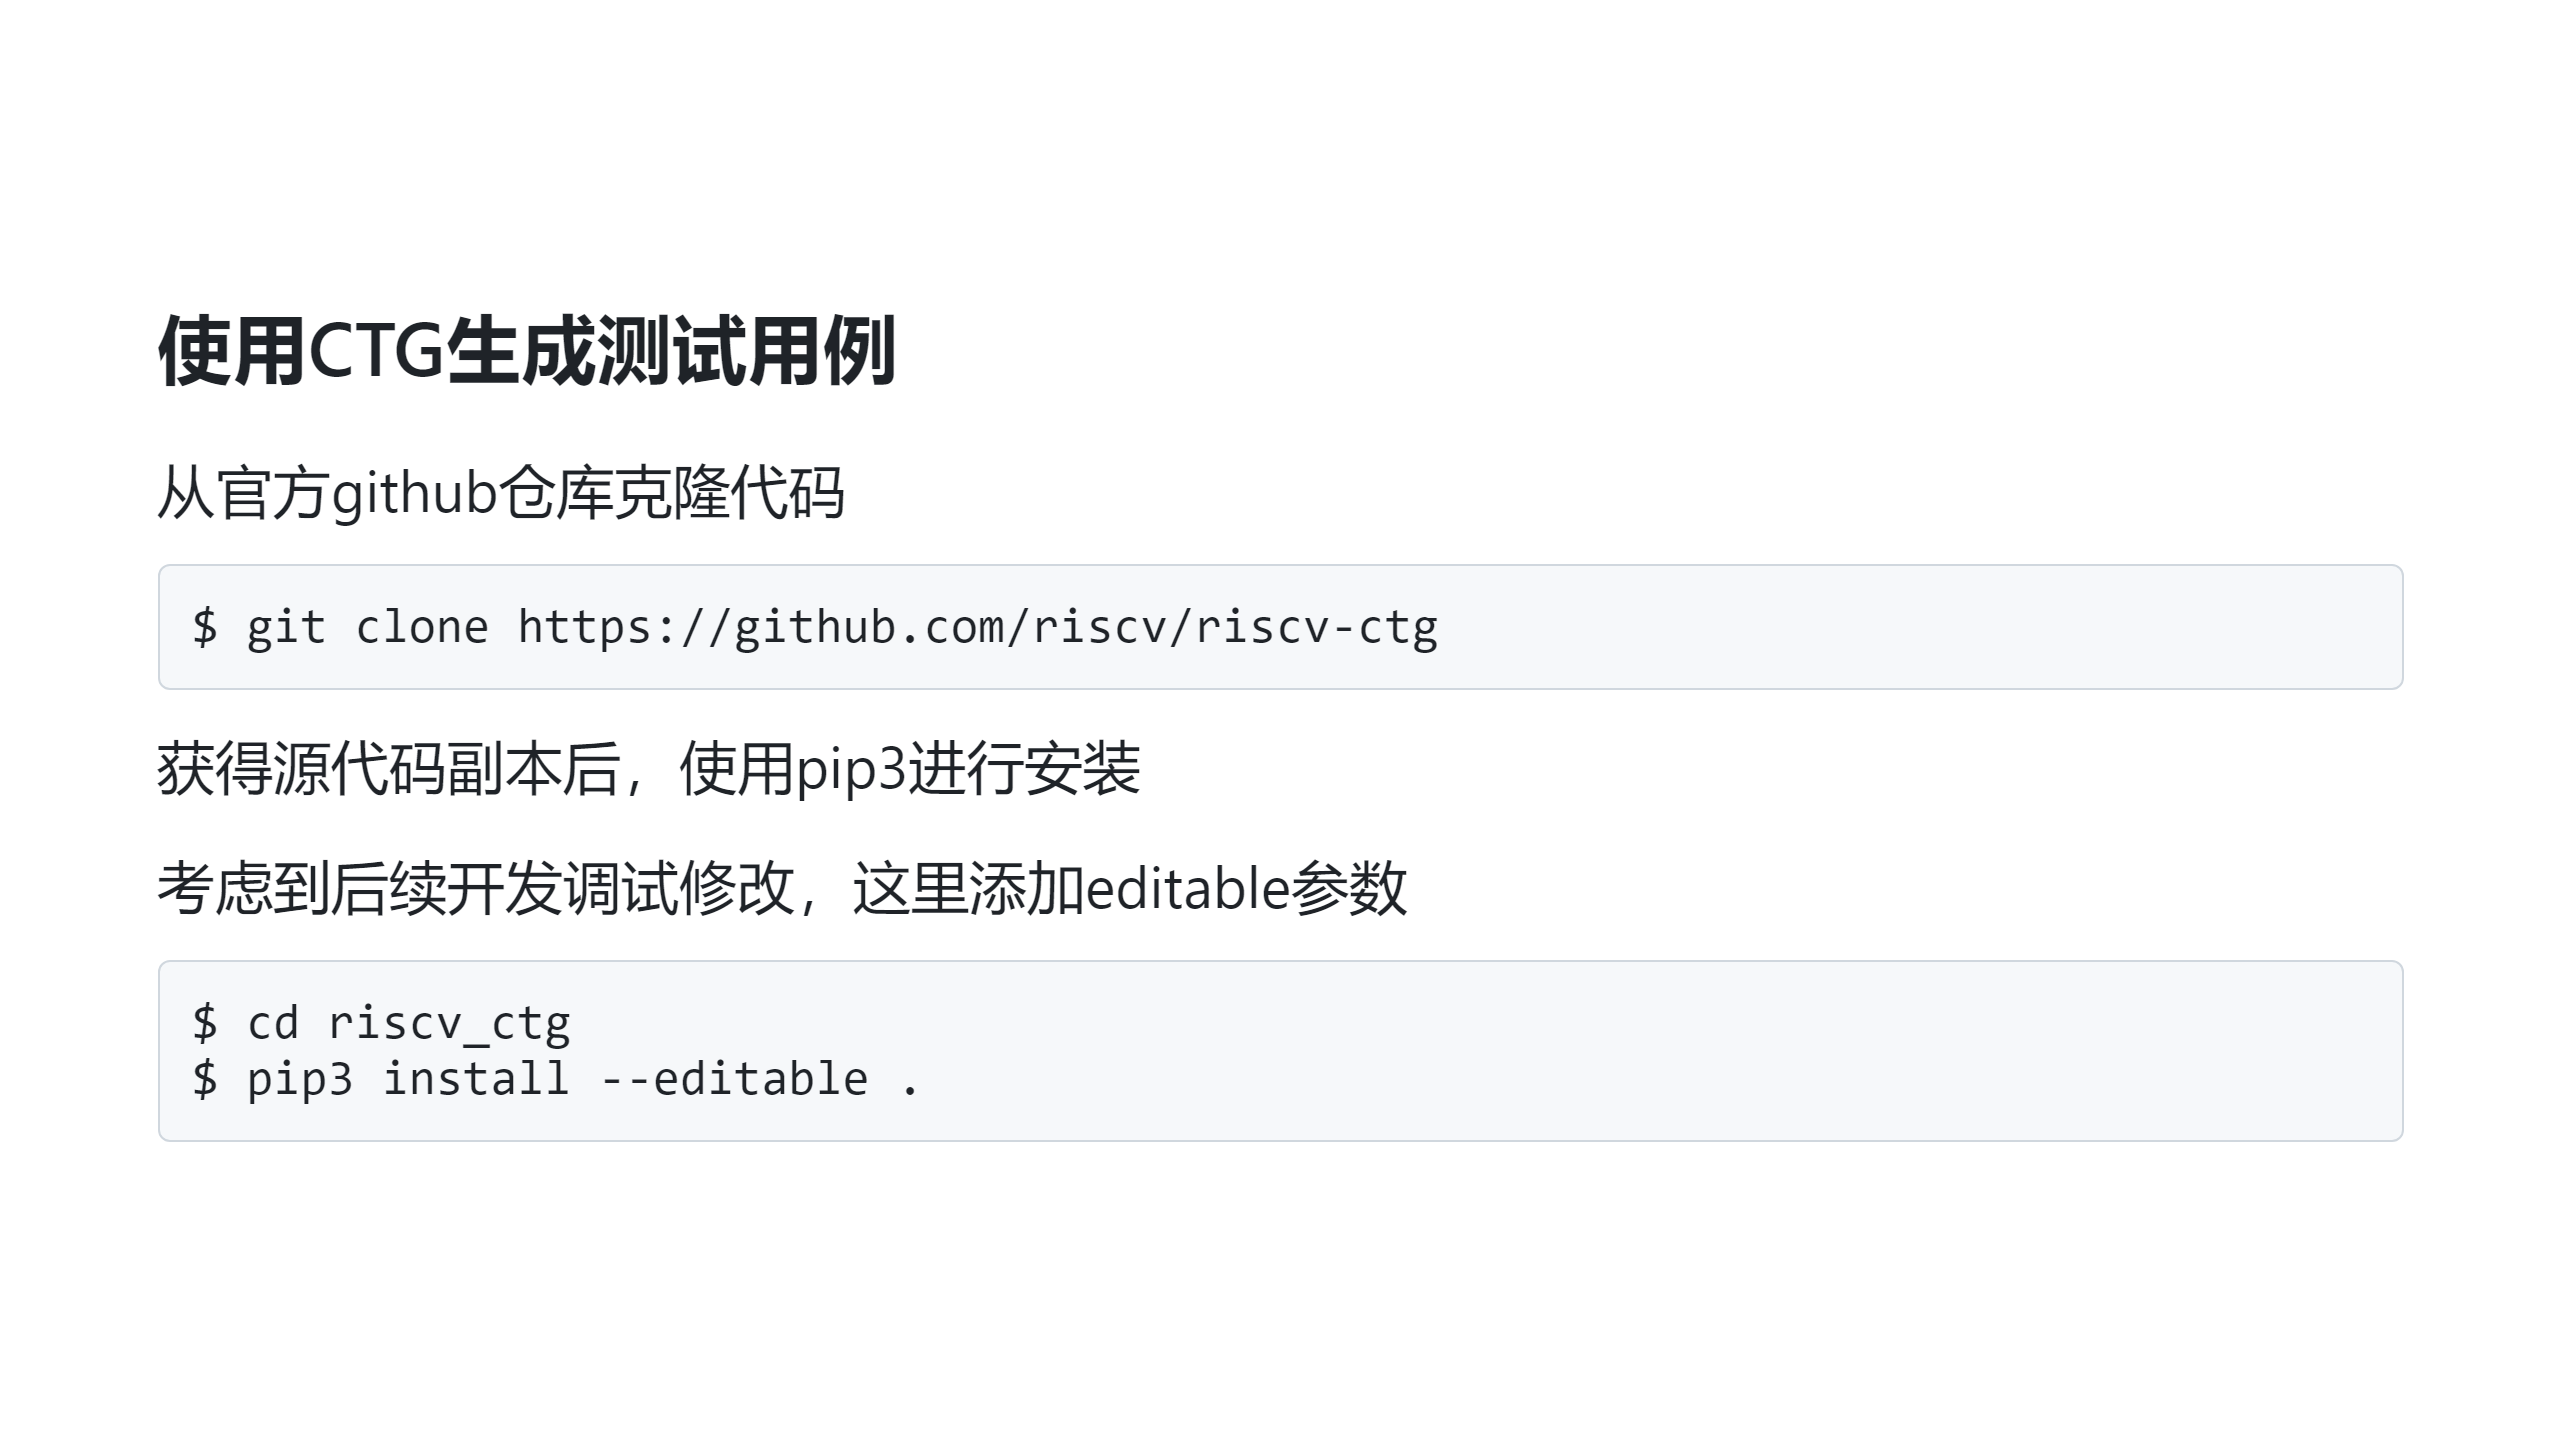 使用CTG生成测试用例
从官方github仓库克隆代码
$ git clone https://github.com/riscv/riscv-ctg
获得源代码副本后，使用pip3进行安装
考虑到后续开发调试修改，这里添加editable参数
$ cd riscv_ctg
$ pip3 install --editable .